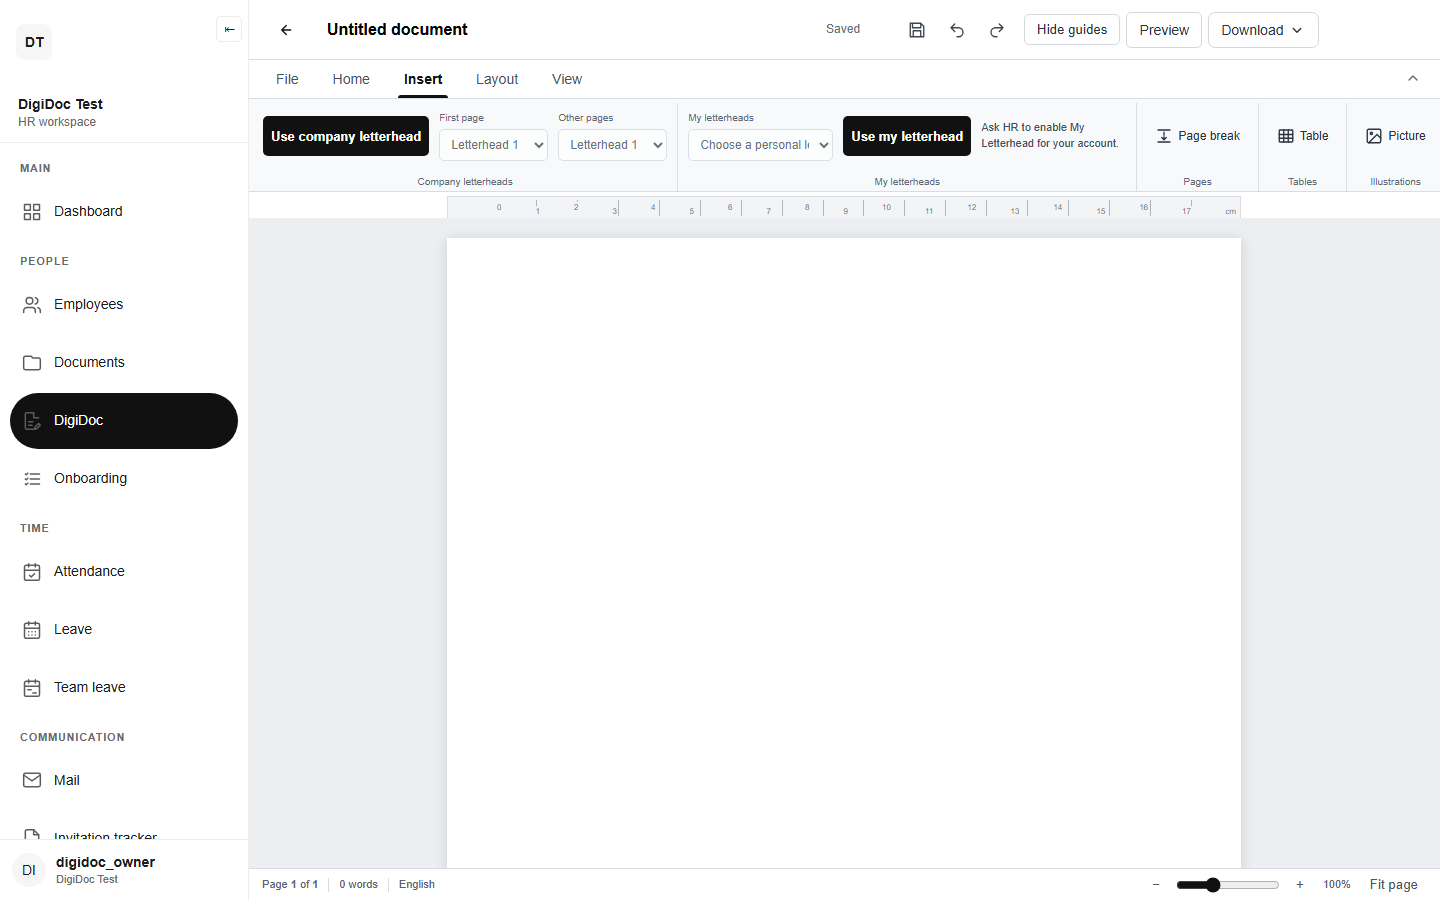 DT
DigiDoc Test
HR workspace
MAIN
Dashboard
PEOPLE
Employees
Documents
DigiDoc
Onboarding
TIME
Attendance
Leave
Team leave
COMMUNICATION
Mail
Invitation tracker
DI
digidoc_owner
DigiDoc Test
Untitled document
Saved
Hide guides
Preview
Download
File
Home
Insert
Layout
View
Use company letterhead
First page
Letterhead 1
Other pages
Letterhead 1
Company letterheads
My letterheads
Choose a personal le
Use my letterhead
Ask HR to enable My
Letterhead for your account.
My letterheads
Page break
Pages
Table
Tables
Picture
Illustrations
0 1 2 3 4 5 6 7 8 9 10 11 12 13 14 15 16 17 cm
Page 1 of 1
0 words
English
− + 100% Fit page